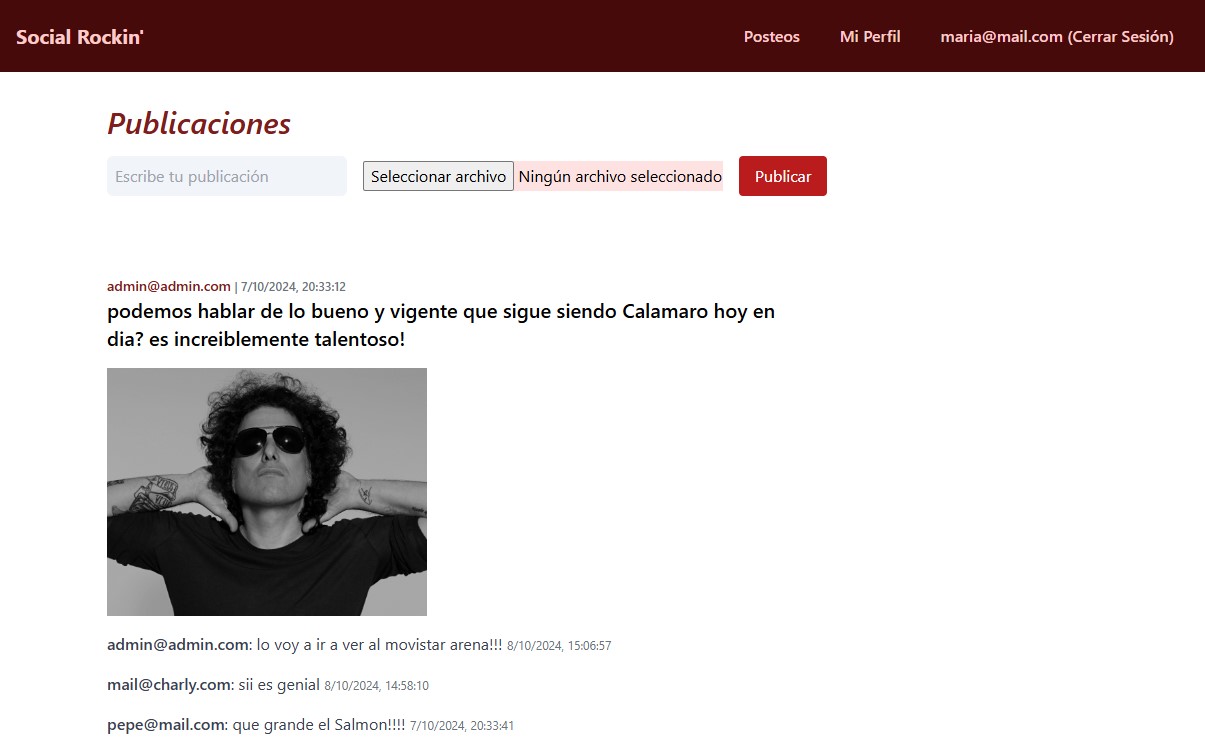 Social Rockin'
Posteos
Mi Perfil
maria@mail.com (Cerrar Sesión)
Publicaciones
Escribe tu publicación
Seleccionar archivo
Ningún archivo seleccionado
Publicar
admin@admin.com | 7/10/2024, 20:33:12
podemos hablar de lo bueno y vigente que sigue siendo Calamaro hoy en
dia? es increiblemente talentoso!
admin@admin.com: lo voy a ir a ver al movistar arena!!! 8/10/2024, 15:06:57
mail@charly.com: sii es genial 8/10/2024, 14:58:10
pepe@mail.com: que grande el Salmon!!!! 7/10/2024, 20:33:41